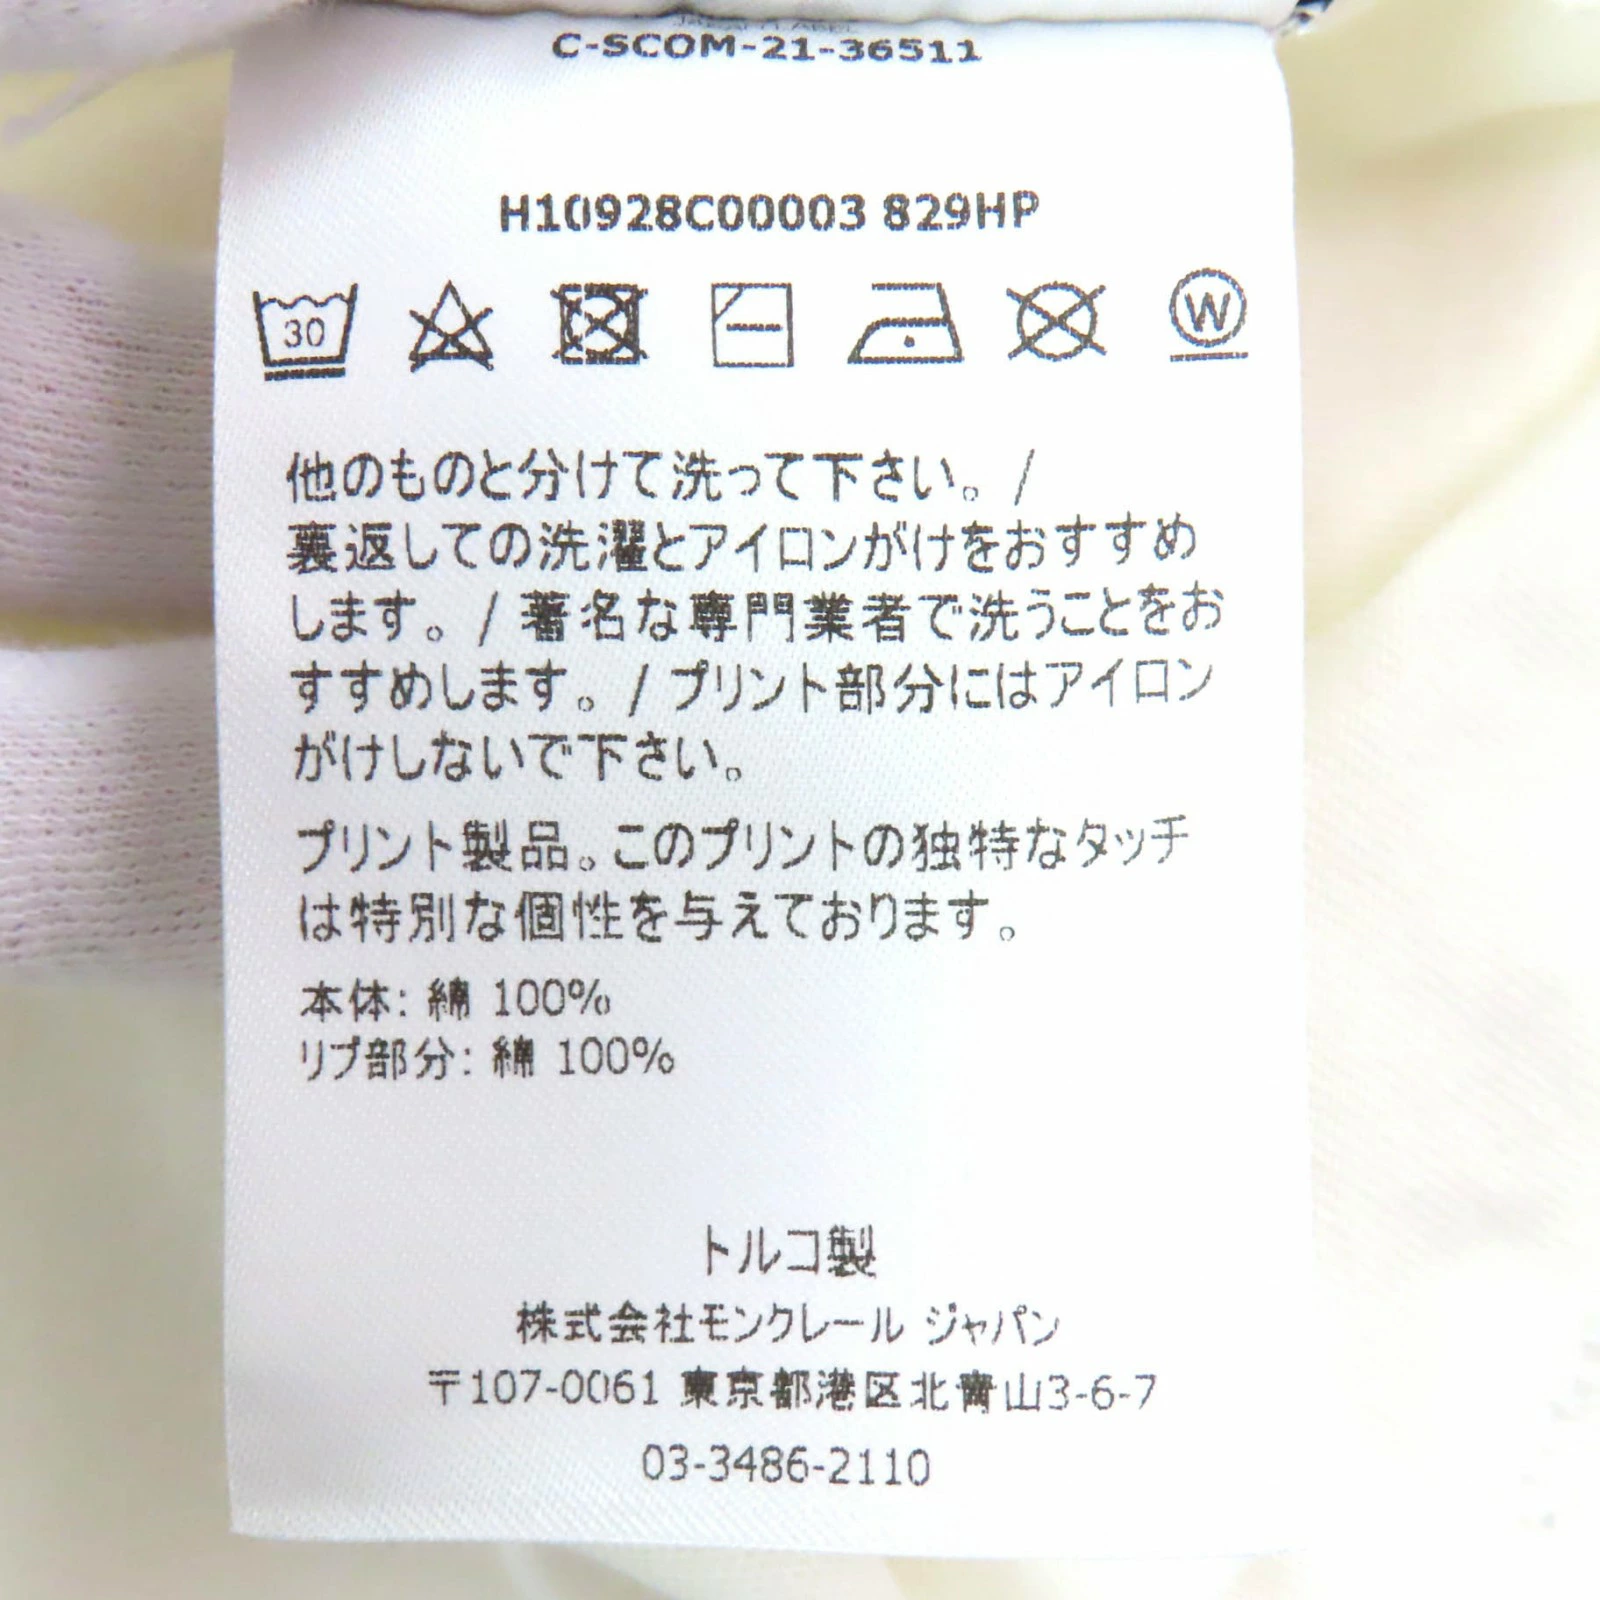 C-SCOM-21-36511
H10928C00003 829HP
30
W
他のものと分けて洗って下さい。/
裏返しての洗濯とアイロンがけをおすすめ
します。/ 著名な専門業者で洗うことをお
すすめします。/ プリント部分にはアイロン
がけしないで下さい。
プリント製品。このプリントの独特なタッチ
は特別な個性を与えております。
本体: 綿 100%
リブ部分: 綿 100%
トルコ製
株式会社モンクレール ジャパン
〒107-0061 東京都港区北青山3-6-7
03-3486-2110